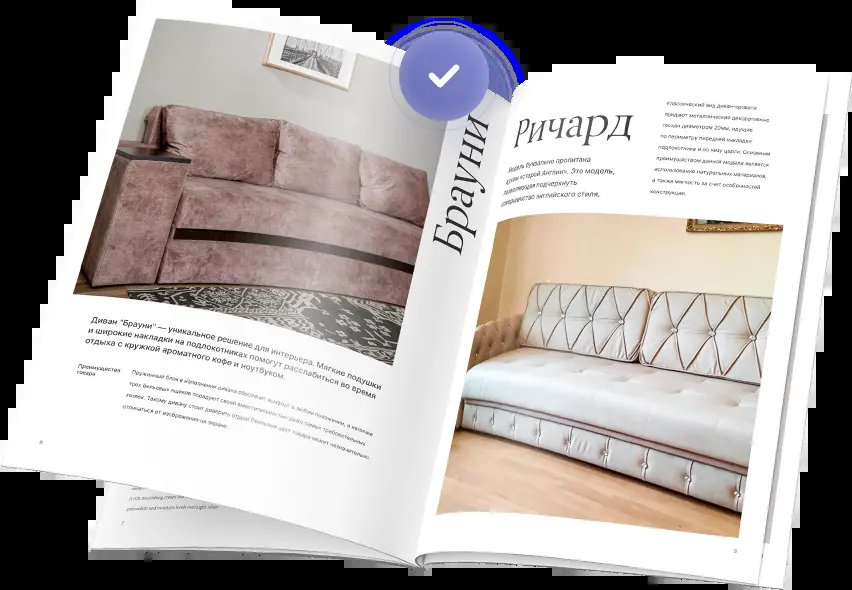 Брауни
Диван "Брауни" — уникальное решение для интерьера. Мягкие подушки
и широкие накладки на подлокотниках помогут расслабиться во время
отдыха с кружкой ароматного кофе и ноутбуком.
Преимущества
товара
Пружинный блок в наполнении дивана обеспечит комфорт в любом положении, а наличие
трех бельевых ящиков порадуют своей вместительностью даже самых требовательных
хозяек. Такому дивану стоит доверить отдых! Реальный цвет товара может незначительно
отличаться от изображения на экране.
6
7
Ричард
Модель буквально пропитана
духом «старой Англии». Это модель,
позволяющая подчеркнуть
совершенство английского стиля,
Классический вид диван-кровати
придают металлические декоративные
гвозди диаметром 20мм, идущие
по периметру передней накладки
подлокотника и по низу царги. Основным
преимуществом данной модели является
использование натуральных материалов,
а также мягкость за счет особенностей
конструкции.